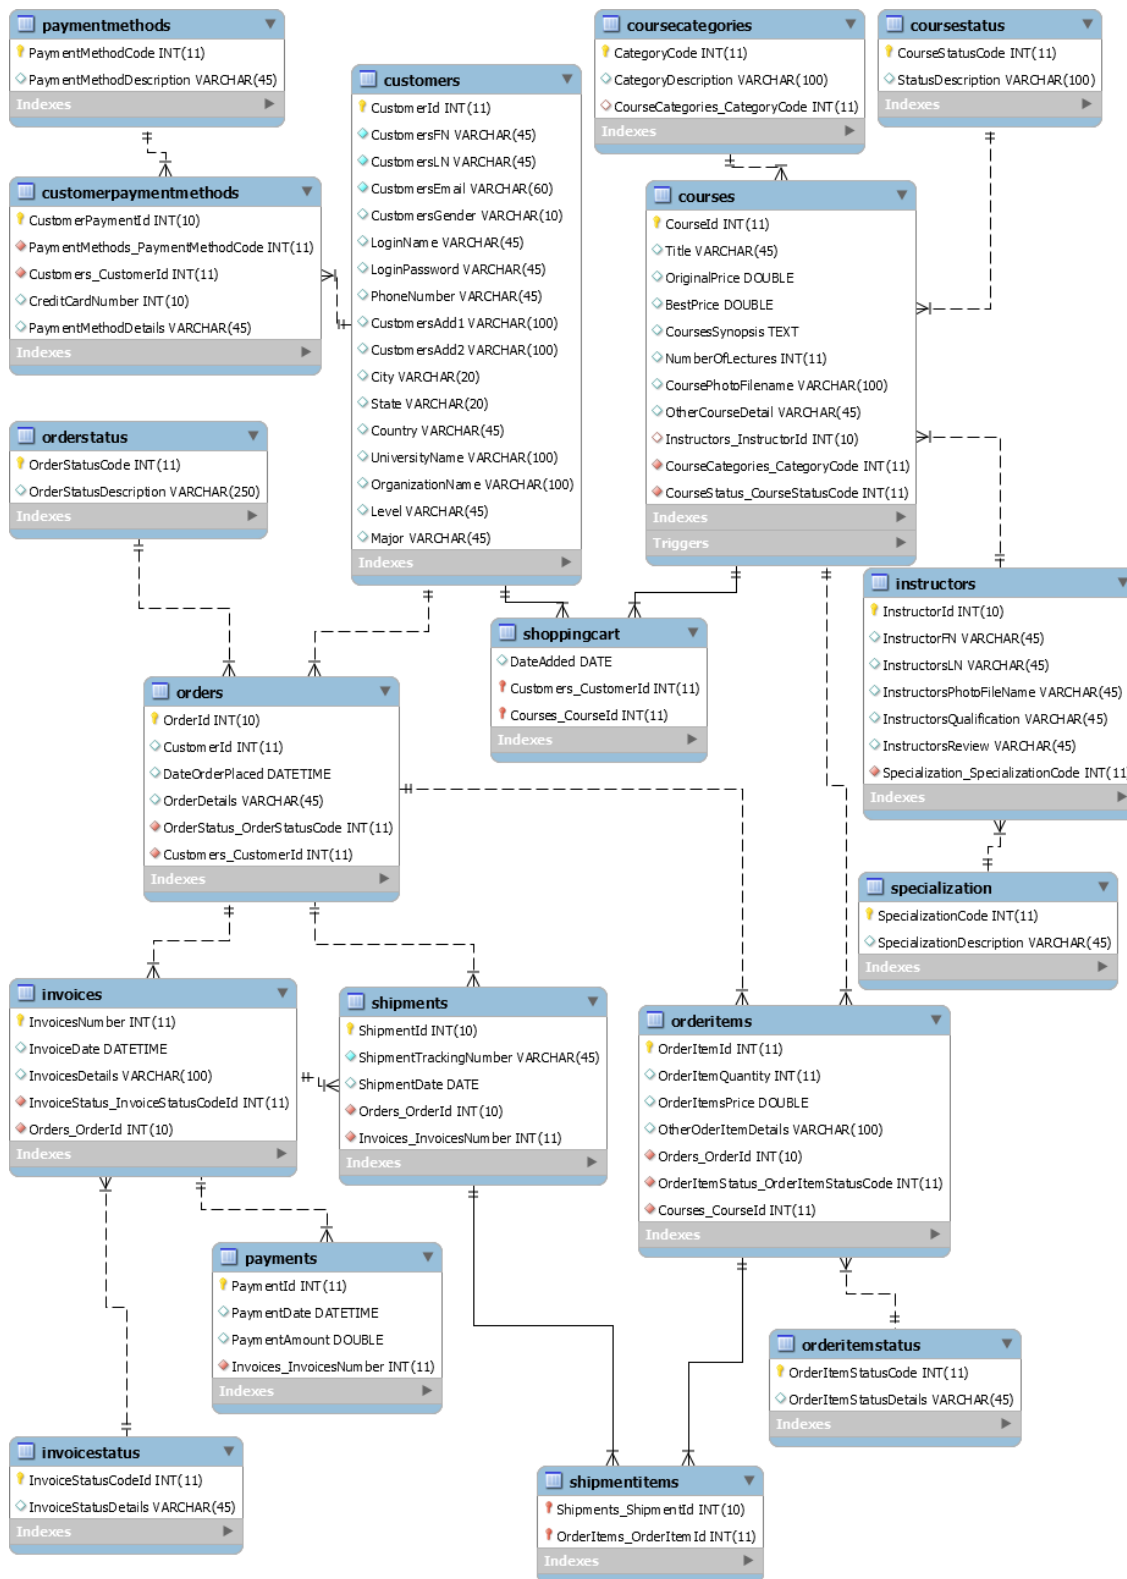 paymentmethods
PaymentMethodCode INT(11)
PaymentMethodDescription VARCHAR(45)
Indexes
customerpaymentmethods
CustomerPaymentId INT(10)
PaymentMethods_PaymentMethodCode INT(11)
Customers_CustomerId INT(11)
CreditCardNumber INT(10)
PaymentMethodDetails VARCHAR(45)
Indexes
customers
CustomerId INT(11)
CustomersFN VARCHAR(45)
CustomersLN VARCHAR(45)
CustomersEmail VARCHAR(60)
CustomersGender VARCHAR(10)
LoginName VARCHAR(45)
LoginPassword VARCHAR(45)
PhoneNumber VARCHAR(45)
CustomersAdd1 VARCHAR(100)
CustomersAdd2 VARCHAR(100)
City VARCHAR(20)
State VARCHAR(20)
Country VARCHAR(45)
UniversityName VARCHAR(100)
OrganizationName VARCHAR(100)
Level VARCHAR(45)
Major VARCHAR(45)
Indexes
coursecategories
CategoryCode INT(11)
CategoryDescription VARCHAR(100)
CourseCategories_CategoryCode INT(11)
Indexes
coursestatus
CourseStatusCode INT(11)
StatusDescription VARCHAR(100)
Indexes
courses
CourseId INT(11)
Title VARCHAR(45)
OriginalPrice DOUBLE
BestPrice DOUBLE
CoursesSynopsis TEXT
NumberOfLectures INT(11)
CoursePhotoFilename VARCHAR(100)
OtherCourseDetail VARCHAR(45)
Instructors_InstructorId INT(10)
CourseCategories_CategoryCode INT(11)
CourseStatus_CourseStatusCode INT(11)
Indexes
Triggers
orderstatus
OrderStatusCode INT(11)
OrderStatusDescription VARCHAR(250)
Indexes
instructors
InstructorId INT(10)
InstructorFN VARCHAR(45)
InstructorsLN VARCHAR(45)
InstructorsPhotoFileName VARCHAR(45)
InstructorsQualification VARCHAR(45)
InstructorsReview VARCHAR(45)
Specialization_SpecializationCode INT(11)
Indexes
shoppingcart
DateAdded DATE
Customers_CustomerId INT(11)
Courses_CourseId INT(11)
Indexes
orders
OrderId INT(10)
CustomerId INT(11)
DateOrderPlaced DATETIME
OrderDetails VARCHAR(45)
OrderStatus_OrderStatusCode INT(11)
Customers_CustomerId INT(11)
Indexes
specialization
SpecializationCode INT(11)
SpecializationDescription VARCHAR(45)
Indexes
invoices
InvoicesNumber INT(11)
InvoiceDate DATETIME
InvoicesDetails VARCHAR(100)
InvoiceStatus_InvoiceStatusCodeId INT(11)
Orders_OrderId INT(10)
Indexes
shipments
ShipmentId INT(10)
ShipmentTrackingNumber VARCHAR(45)
ShipmentDate DATE
Orders_OrderId INT(10)
Invoices_InvoicesNumber INT(11)
Indexes
orderitems
OrderItemId INT(11)
OrderItemQuantity INT(11)
OrderItemsPrice DOUBLE
OtherOderItemDetails VARCHAR(100)
Orders_OrderId INT(10)
OrderItemStatus_OrderItemStatusCode INT(11)
Courses_CourseId INT(11)
Indexes
payments
PaymentId INT(11)
PaymentDate DATETIME
PaymentAmount DOUBLE
Invoices_InvoicesNumber INT(11)
Indexes
orderitemstatus
OrderItemStatusCode INT(11)
OrderItemStatusDetails VARCHAR(45)
Indexes
invoicestatus
InvoiceStatusCodeId INT(11)
InvoiceStatusDetails VARCHAR(45)
Indexes
shipmentitems
Shipments_ShipmentId INT(10)
OrderItems_OrderItemId INT(11)
Indexes